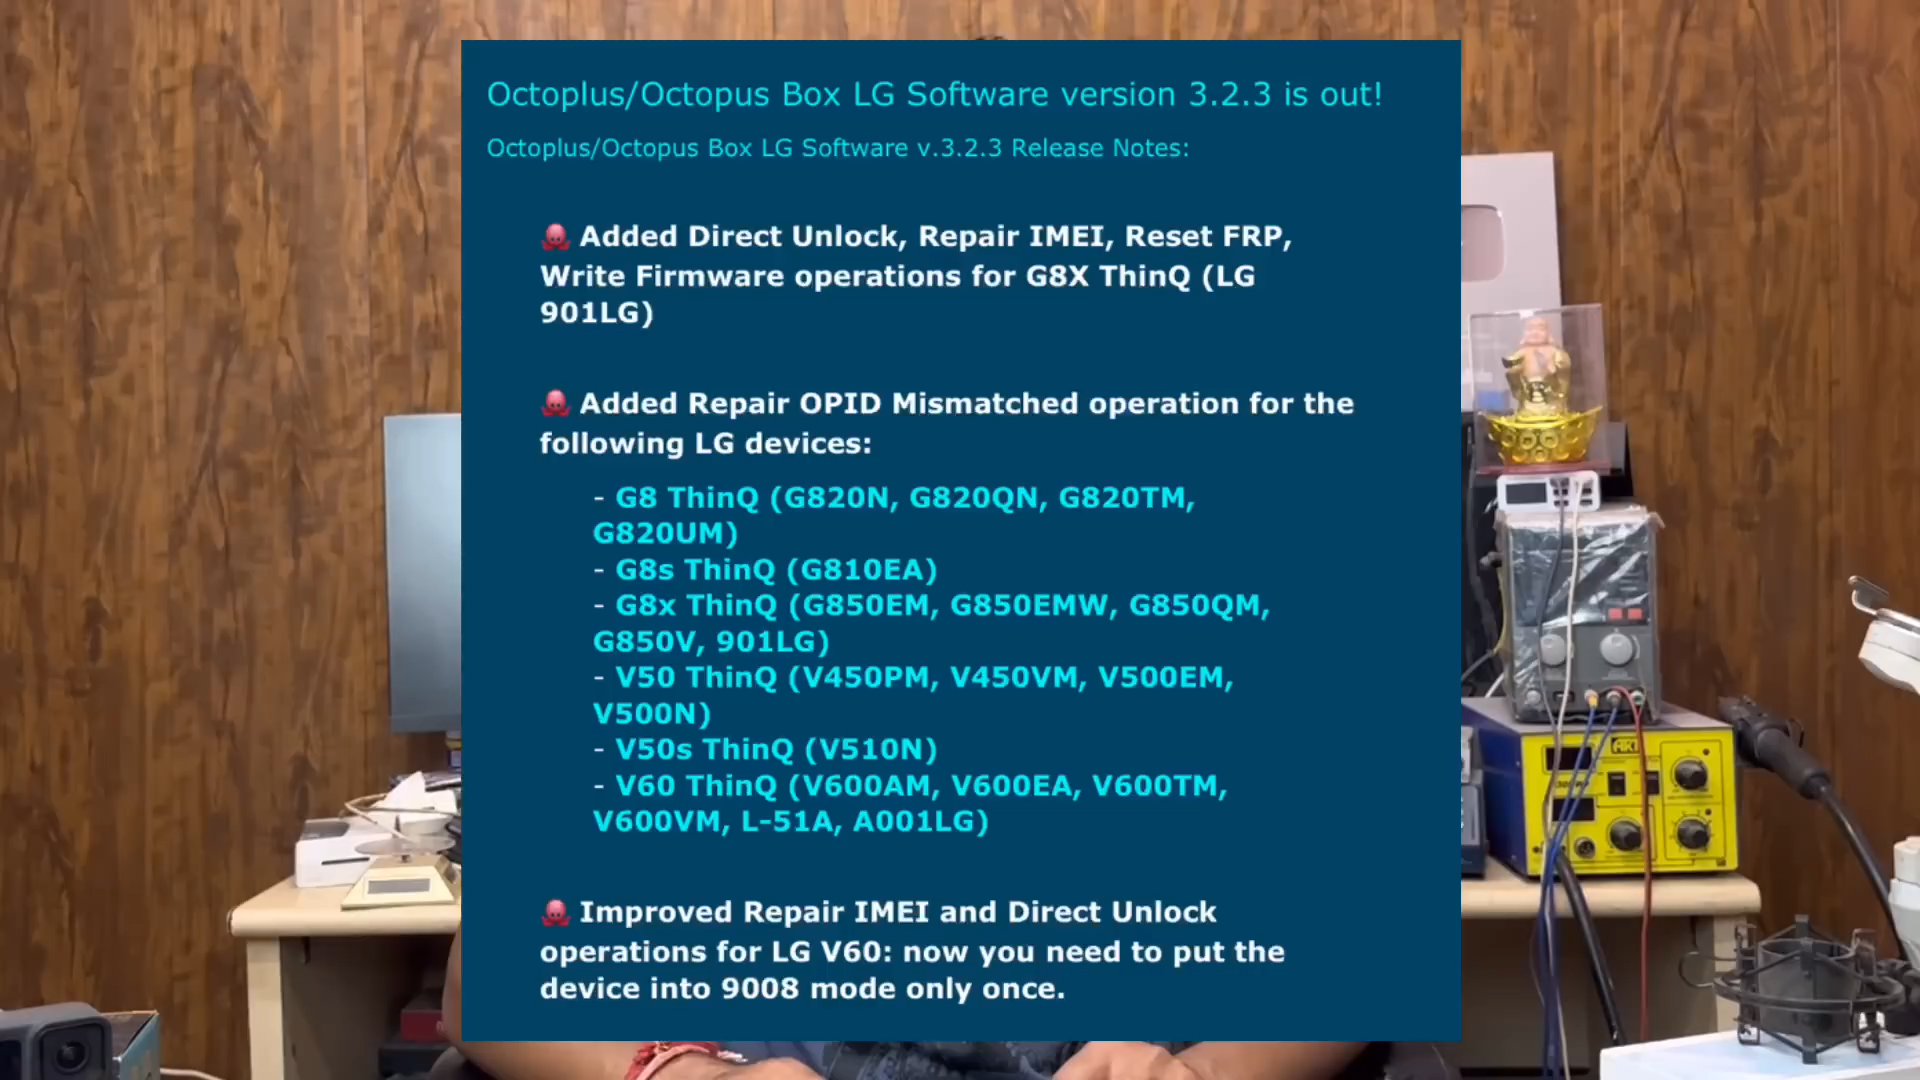 Octoplus/Octopus Box LG Software version 3.2.3 is out!
Octoplus/Octopus Box LG Software v.3.2.3 Release Notes:
Added Direct Unlock, Repair IMEI, Reset FRP,
Write Firmware operations for G8X ThinQ (LG
901LG)
Added Repair OPID Mismatched operation for the
following LG devices:
- G8 ThinQ (G820N, G820QN, G820TM,
G820UM)
- G8s ThinQ (G810EA)
- G8x ThinQ (G850EM, G850EMW, G850QM,
G850V, 901LG)
- V50 ThinQ (V450PM, V450VM, V500EM,
V500N)
- V50s ThinQ (V510N)
- V60 ThinQ (V600AM, V600EA, V600TM,
V600VM, L-51A, A001LG)
Improved Repair IMEI and Direct Unlock
operations for LG V60: now you need to put the
device into 9008 mode only once.